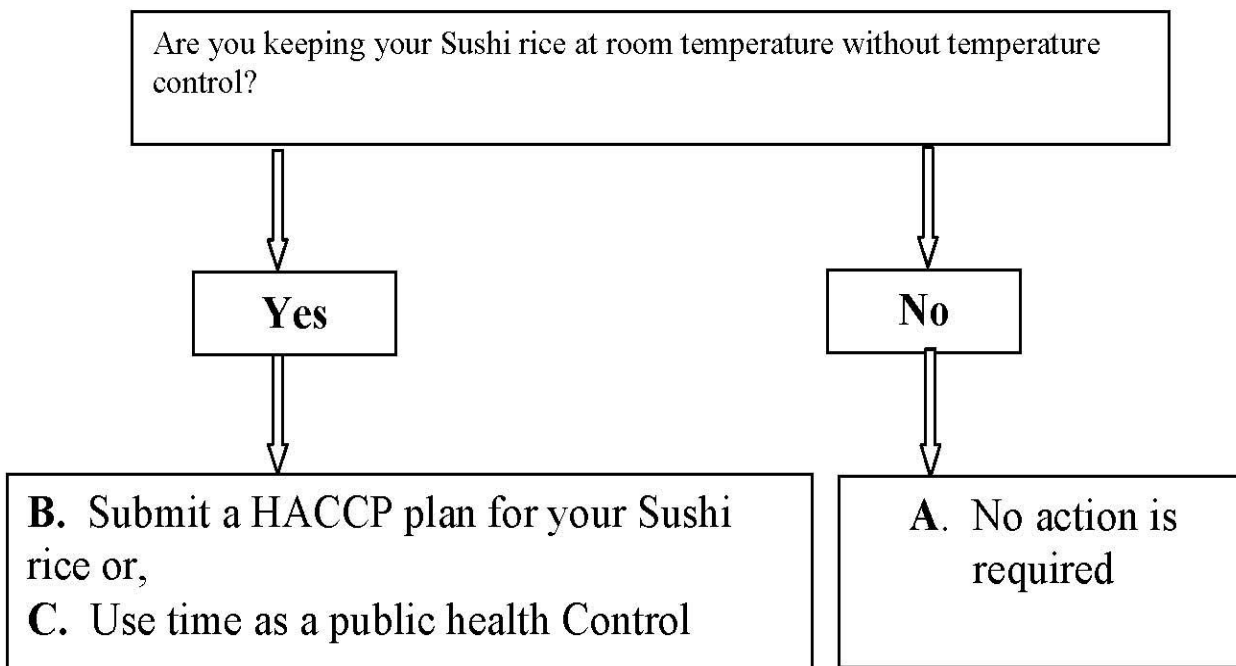 Are you keeping your Sushi rice at room temperature without temperature
control?
Yes
No
B. Submit a HACCP plan for your Sushi
rice or,
C. Use time as a public health Control
A. No action is
required